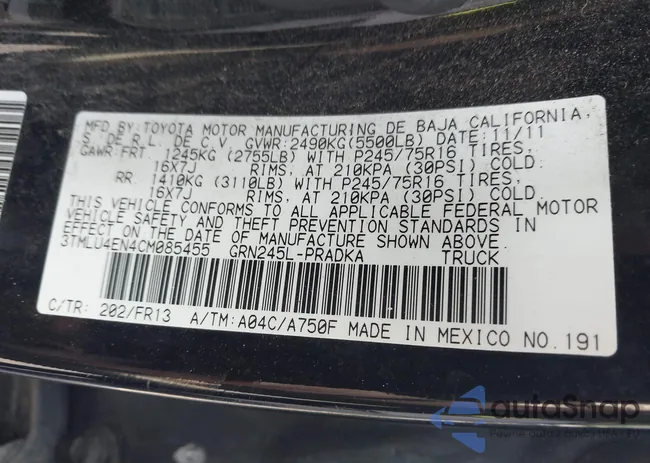 MFD. BY TOYOTA MOTOR MANUFACTURING DE BAJA CALIFORNIA,
S. DE R.L. DE C.V. GVWR:2490KG(5500LB) DATE:11/11
GAWR:FRT 1245KG (2755LB) WITH P245/75R16 TIRES,
16X7J RIMS, AT 210KPA (30PSI) COLD.
RR 1410KG (3110LB) WITH P245/75R16 TIRES,
16X7J RIMS, AT 210KPA (30PSI) COLD.
THIS VEHICLE CONFORMS TO ALL APPLICABLE FEDERAL MOTOR
VEHICLE SAFETY AND THEFT PREVENTION STANDARDS IN
EFFECT ON THE DATE OF MANUFACTURE SHOWN ABOVE.
3TMLU4EN4CM085455 GRN245L-PRADKA TRUCK
C/TR: 202/FR13 A/TM:A04C/A750F MADE IN MEXICO NO.191
autoSnap